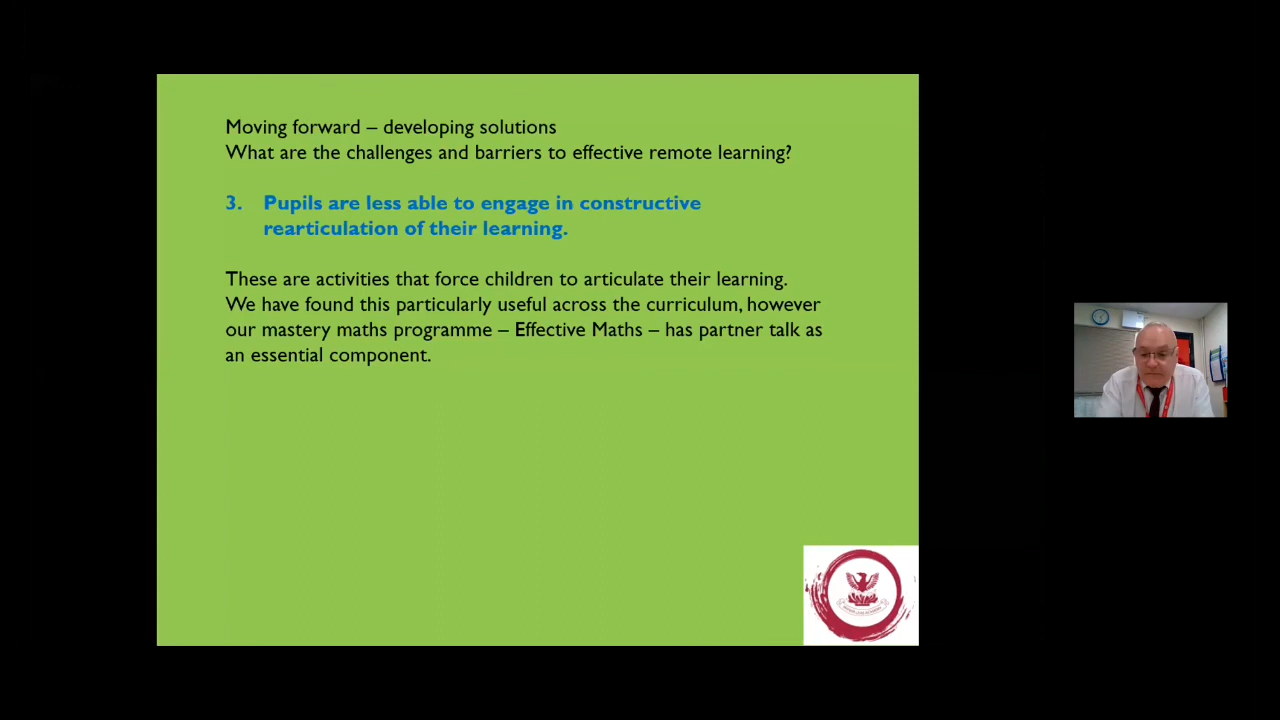 Moving forward – developing solutions
What are the challenges and barriers to effective remote learning?
3. Pupils are less able to engage in constructive
rearticulation of their learning.
These are activities that force children to articulate their learning.
We have found this particularly useful across the curriculum, however
our mastery maths programme – Effective Maths – has partner talk as
an essential component.